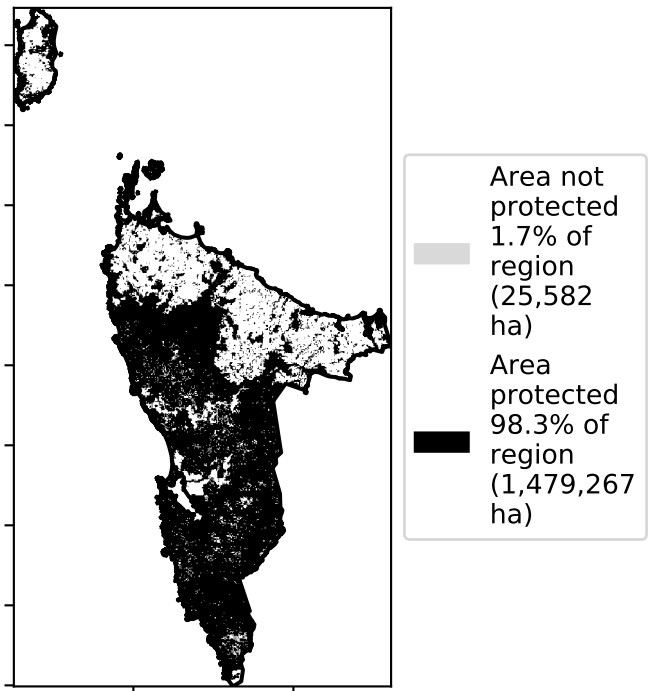 Area not
protected
1.7% of
region
(25,582
ha)
Area
protected
98.3% of
region
(1,479,267
ha)